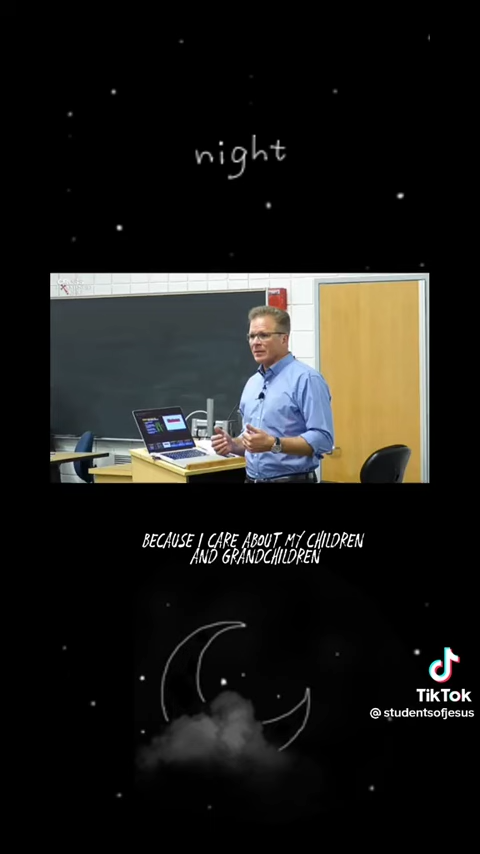 night
BECAUSE I CARE ABOUT MY CHILDREN
AND GRANDCHILDREN
TikTok
@studentsofjesus